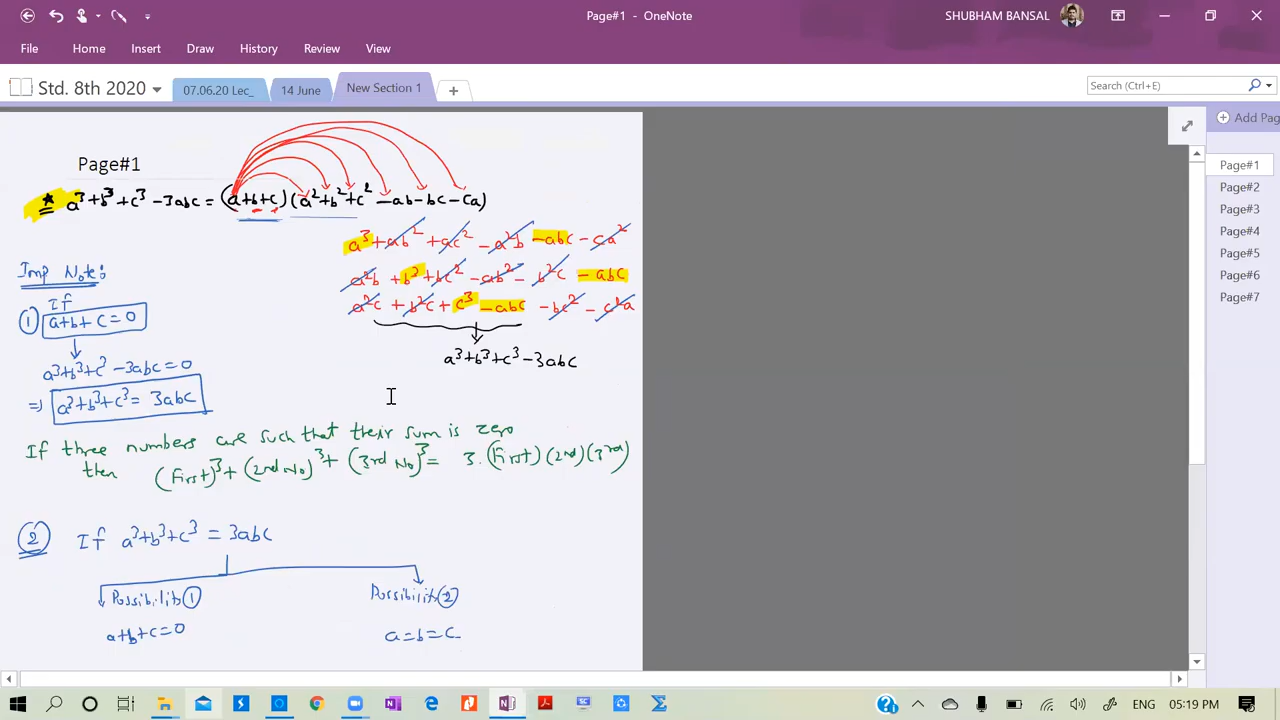 Page#1 - OneNote
SHUBHAM BANSAL
File Home Insert Draw History Review View
Std. 8th 2020
07.06.20 Lec_
14 June
New Section 1
Search (Ctrl+E)
Add Pag
Page#1
Page#2
Page#3
Page#4
Page#5
Page#6
Page#7
Page#1
a³+b³+c³-3abc = (a+b+c)(a²+b²+c²-ab-bc-ca)
a³+ab²+ac²-a²b-abc-ca²
a²b+b³+bc²-ab²-b²c-abc
a²c+b²c+c³-abc-bc²-c²a
a³+b³+c³-3abc
Imp Note:
If
① a+b+c=0
a³+b³+c³-3abc=0
⇒ a³+b³+c³=3abc
If three numbers are such that their sum is zero
then (First)³+(2nd No)³+(3rd No)³= 3.(First)(2nd)(3rd)
② If a³+b³+c³=3abc
Possibility ①
Possibility ②
a+b+c=0
a=b=c
ENG
05:19 PM